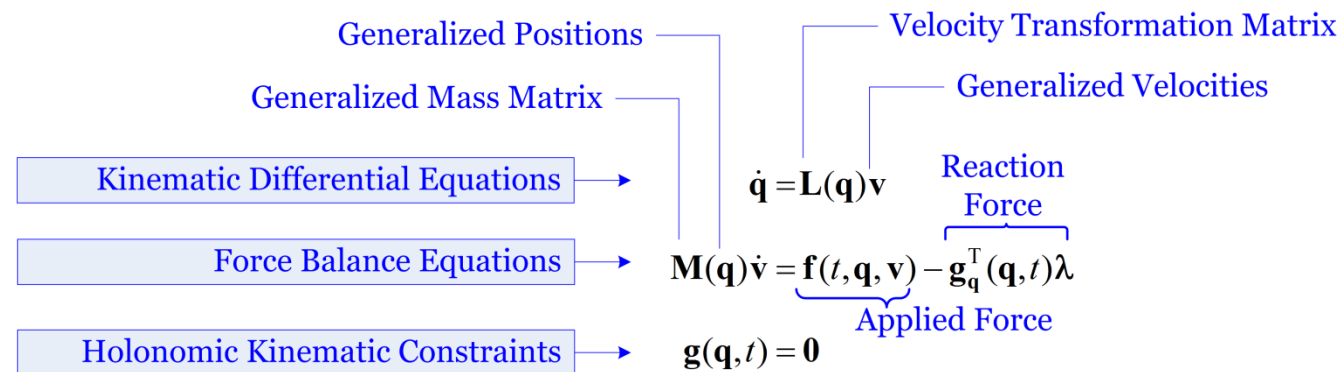 Generalized Positions
Velocity Transformation Matrix
Generalized Mass Matrix
Generalized Velocities
Kinematic Differential Equations
q̇ = L(q)v
Reaction
Force
Force Balance Equations
M(q)v̇ = f(t, q, v) − g_q^T(q, t)λ
Applied Force
Holonomic Kinematic Constraints
g(q, t) = 0